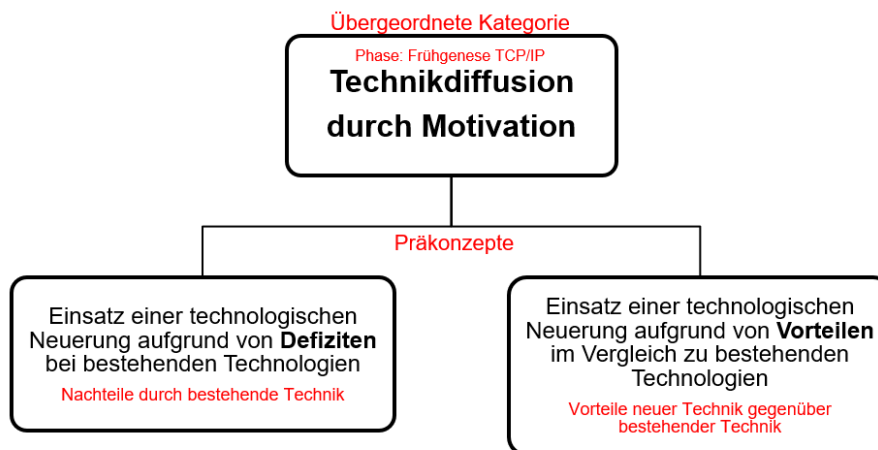 Übergeordnete Kategorie
Phase: Frühgenese TCP/IP
Technikdiffusion
durch Motivation
Präkonzepte
Einsatz einer technologischen
Neuerung aufgrund von Defiziten
bei bestehenden Technologien
Nachteile durch bestehende Technik
Einsatz einer technologischen
Neuerung aufgrund von Vorteilen
im Vergleich zu bestehenden
Technologien
Vorteile neuer Technik gegenüber
bestehender Technik